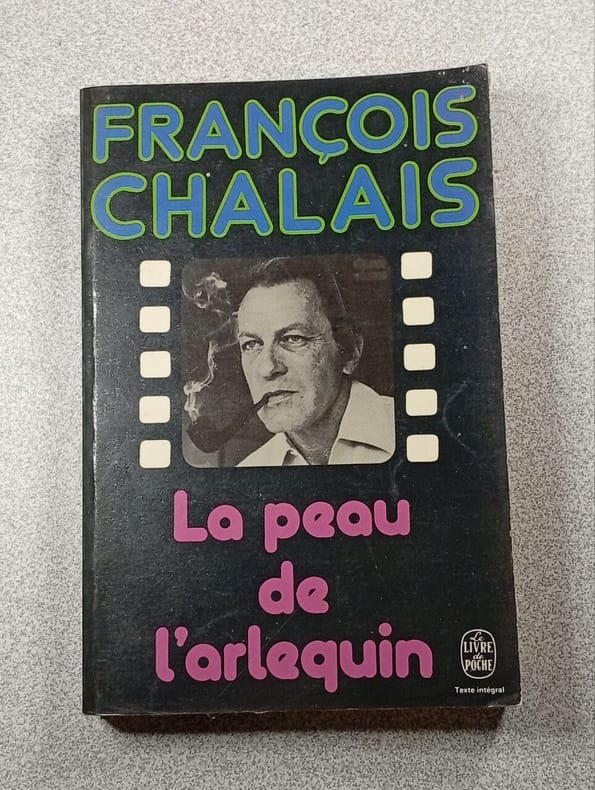 FRANÇOIS
CHALAIS
La peau
de
l'arlequin
Le
LIVRE
de
POCHE
Texte intégral